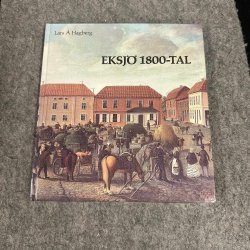 Lars Å Hagberg
EKSJÖ 1800-TAL